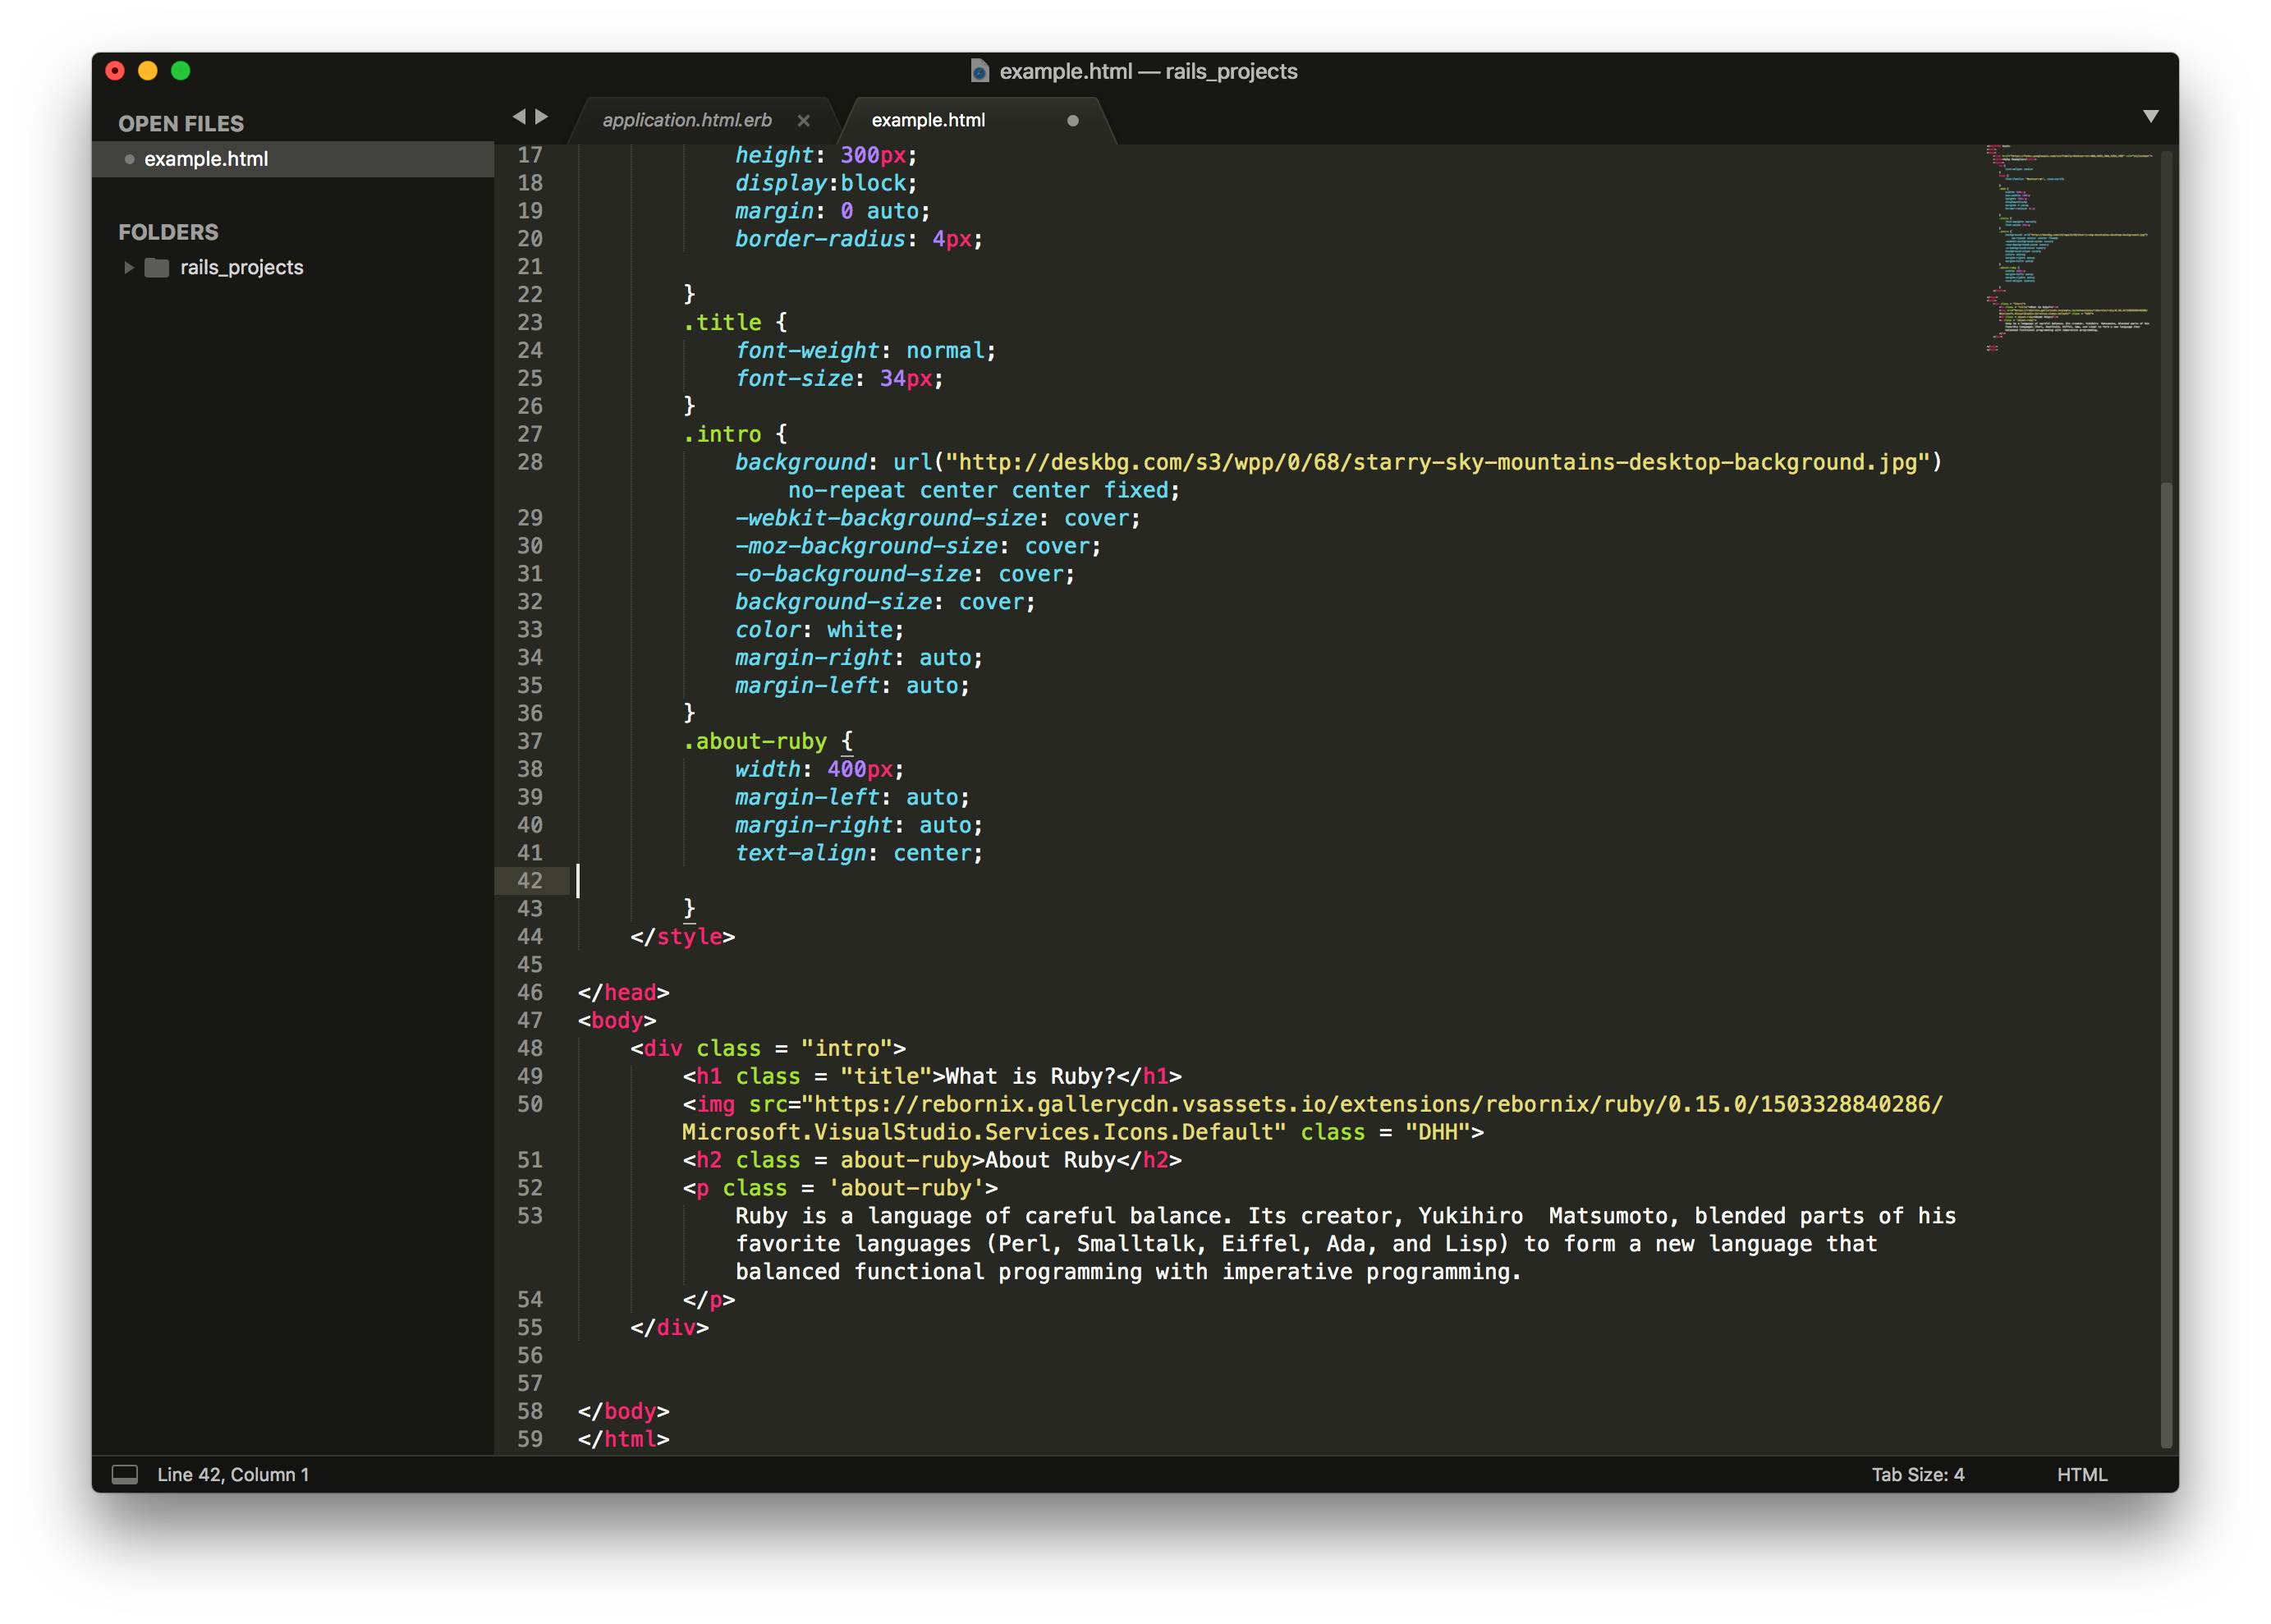 example.html — rails_projects
OPEN FILES
example.html
FOLDERS
rails_projects
application.html.erb
example.html
17 height: 300px;
18 display:block;
19 margin: 0 auto;
20 border-radius: 4px;
21
22 }
23 .title {
24 font-weight: normal;
25 font-size: 34px;
26 }
27 .intro {
28 background: url("http://deskbg.com/s3/wpp/0/68/starry-sky-mountains-desktop-background.jpg")
no-repeat center center fixed;
29 -webkit-background-size: cover;
30 -moz-background-size: cover;
31 -o-background-size: cover;
32 background-size: cover;
33 color: white;
34 margin-right: auto;
35 margin-left: auto;
36 }
37 .about-ruby {
38 width: 400px;
39 margin-left: auto;
40 margin-right: auto;
41 text-align: center;
42
43 }
44 </style>
45
46 </head>
47 <body>
48 <div class = "intro">
49 <h1 class = "title">What is Ruby?</h1>
50 <img src="https://rebornix.gallerycdn.vsassets.io/extensions/rebornix/ruby/0.15.0/1503328840286/
Microsoft.VisualStudio.Services.Icons.Default" class = "DHH">
51 <h2 class = about-ruby>About Ruby</h2>
52 <p class = 'about-ruby'>
53 Ruby is a language of careful balance. Its creator, Yukihiro  Matsumoto, blended parts of his
favorite languages (Perl, Smalltalk, Eiffel, Ada, and Lisp) to form a new language that
balanced functional programming with imperative programming.
54 </p>
55 </div>
56
57
58 </body>
59 </html>
Line 42, Column 1
Tab Size: 4
HTML